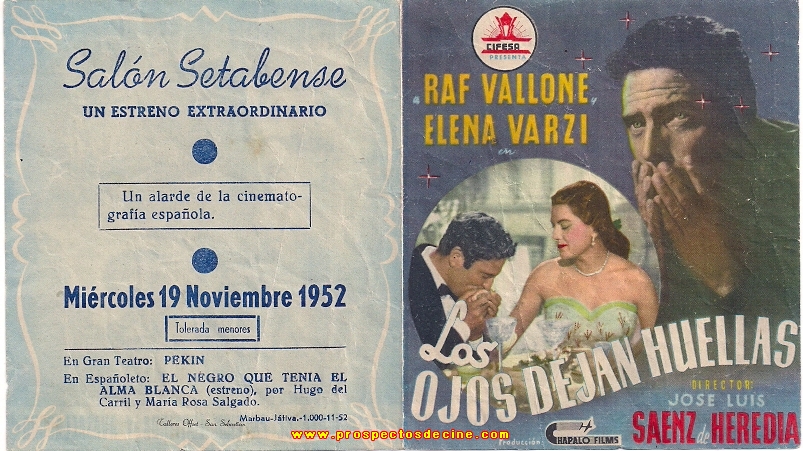 Salón Setabense
UN ESTRENO EXTRAORDINARIO
Un alarde de la cinemato-
grafía española.
Miércoles 19 Noviembre 1952
Tolerada menores
En Gran Teatro: PEKIN
En Españoleto: EL NEGRO QUE TENIA EL
ALMA BLANCA (estreno), por Hugo del
Carril y María Rosa Salgado.
Marbau-Játiva.-1.000-11-52
Talleres Offset - San Sebastián
CIFESA
PRESENTA
"RAF VALLONE"
ELENA VARZI
en
Los
OJOS DEJAN HUELLAS
DIRECTOR:
JOSE LUIS
SAENZ de HEREDIA
Producción:
CHAPALO FILMS
www.prospectosdecine.com